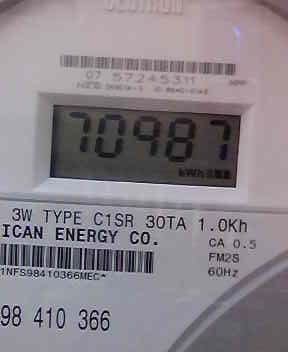 CENTRON
07 57245311
70987
kWh
3W TYPE C1SR 30TA 1.0Kh
ICAN ENERGY CO.
CA 0.5
FM2S
1NFS98410366MEC*
60Hz
98 410 366